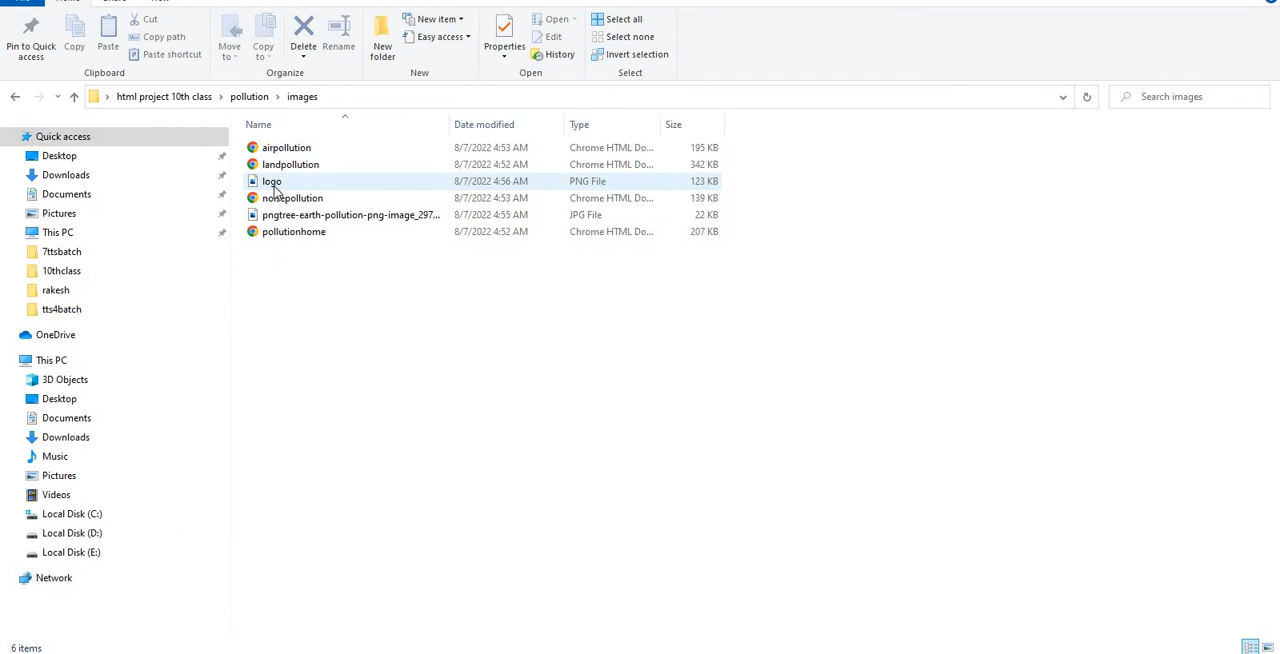 Pin to Quick access
Copy
Paste
Cut
Copy path
Paste shortcut
Clipboard
Move to
Copy to
Delete
Rename
Organize
New folder
New item
Easy access
New
Properties
Open
Edit
History
Open
Select all
Select none
Invert selection
Select
html project 10th class › pollution › images
Search images
Name Date modified Type Size
airpollution 8/7/2022 4:53 AM Chrome HTML Do... 195 KB
landpollution 8/7/2022 4:52 AM Chrome HTML Do... 342 KB
logo 8/7/2022 4:56 AM PNG File 123 KB
noisepollution 8/7/2022 4:53 AM Chrome HTML Do... 139 KB
pngtree-earth-pollution-png-image_297... 8/7/2022 4:55 AM JPG File 22 KB
pollutionhome 8/7/2022 4:52 AM Chrome HTML Do... 207 KB
Quick access
Desktop
Downloads
Documents
Pictures
This PC
7ttsbatch
10thclass
rakesh
tts4batch
OneDrive
This PC
3D Objects
Desktop
Documents
Downloads
Music
Pictures
Videos
Local Disk (C:)
Local Disk (D:)
Local Disk (E:)
Network
6 items